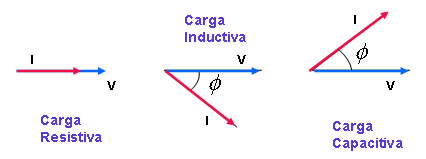 I
V
Carga
Resistiva
Carga
Inductiva
V
ϕ
I
I
ϕ
V
Carga
Capacitiva